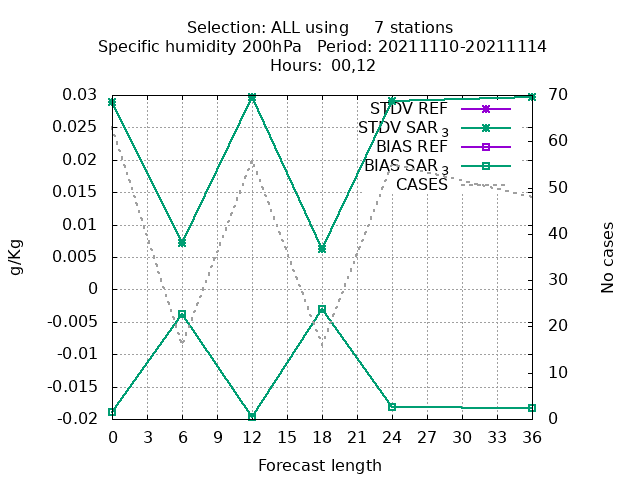 Selection: ALL using     7 stations
Specific humidity 200hPa   Period: 20211110-20211114
Hours: 00,12
0.03
0.025
0.02
0.015
0.01
0.005
0
-0.005
-0.01
-0.015
-0.02
70
60
50
40
30
20
10
0
STDV REF
STDV SAR3
BIAS REF
BIAS SAR3
CASES
g/Kg
No cases
0 3 6 9 12 15 18 21 24 27 30 33 36
Forecast length